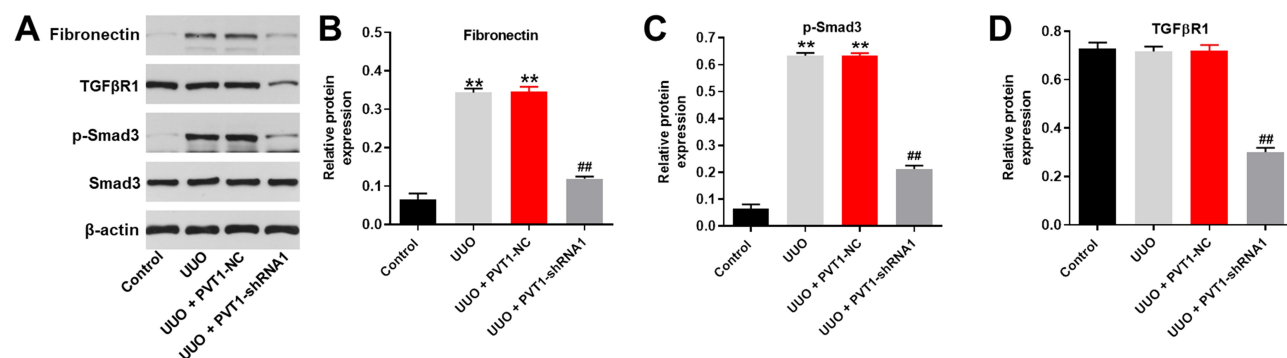 A
Fibronectin
TGFβR1
p-Smad3
Smad3
β-actin
Control
UUO
UUO + PVT1-NC
UUO + PVT1-shRNA1
B
Fibronectin
Relative protein
expression
0.5
0.4
0.3
0.2
0.1
0.0
**
**
##
Control
UUO
UUO + PVT1-NC
UUO + PVT1-shRNA1
C
p-Smad3
Relative protein
expression
0.7
0.6
0.5
0.4
0.3
0.2
0.1
0.0
**
**
##
Control
UUO
UUO + PVT1-NC
UUO + PVT1-shRNA1
D
TGFβR1
Relative protein
expression
0.8
0.6
0.4
0.2
0.0
##
Control
UUO
UUO + PVT1-NC
UUO + PVT1-shRNA1